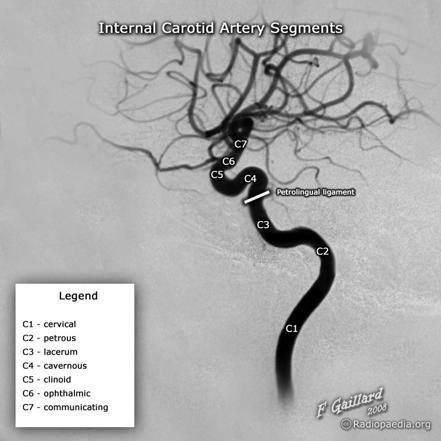 Internal Carotid Artery Segments
C7
C6
C5
C4
Petrolingual ligament
C3
C2
C1
Legend
C1 - cervical
C2 - petrous
C3 - lacerum
C4 - cavernous
C5 - clinoid
C6 - ophthalmic
C7 - communicating
F Gaillard
2008
© Radiopaedia.org